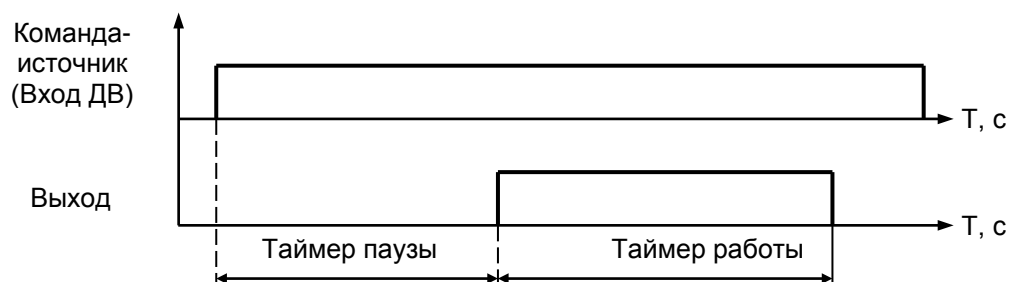 Команда-
источник
(Вход ДВ)
Т, с
Выход
Т, с
Таймер паузы
Таймер работы